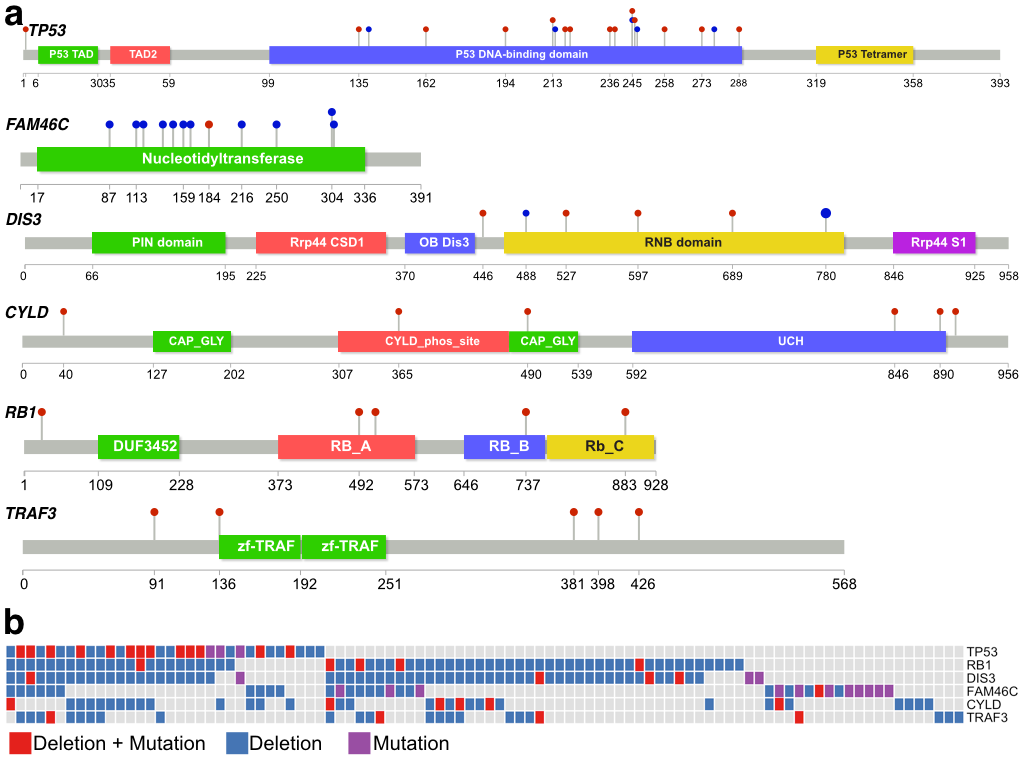 a
TP53
P53 TAD TAD2 P53 DNA-binding domain P53 Tetramer
1 6 30 35 59 99 135 162 194 213 236 245 258 273 288 319 358 393
FAM46C
Nucleotidyltransferase
17 87 113 159 184 216 250 304 336 391
DIS3
PIN domain Rrp44 CSD1 OB Dis3 RNB domain Rrp44 S1
0 66 195 225 370 446 488 527 597 689 780 846 925 958
CYLD
CAP_GLY CYLD_phos_site CAP_GLY UCH
0 40 127 202 307 365 490 539 592 846 890 956
RB1
DUF3452 RB_A RB_B Rb_C
1 109 228 373 492 573 646 737 883 928
TRAF3
zf-TRAF zf-TRAF
0 91 136 192 251 381 398 426 568
b
TP53
RB1
DIS3
FAM46C
CYLD
TRAF3
Deletion + Mutation Deletion Mutation